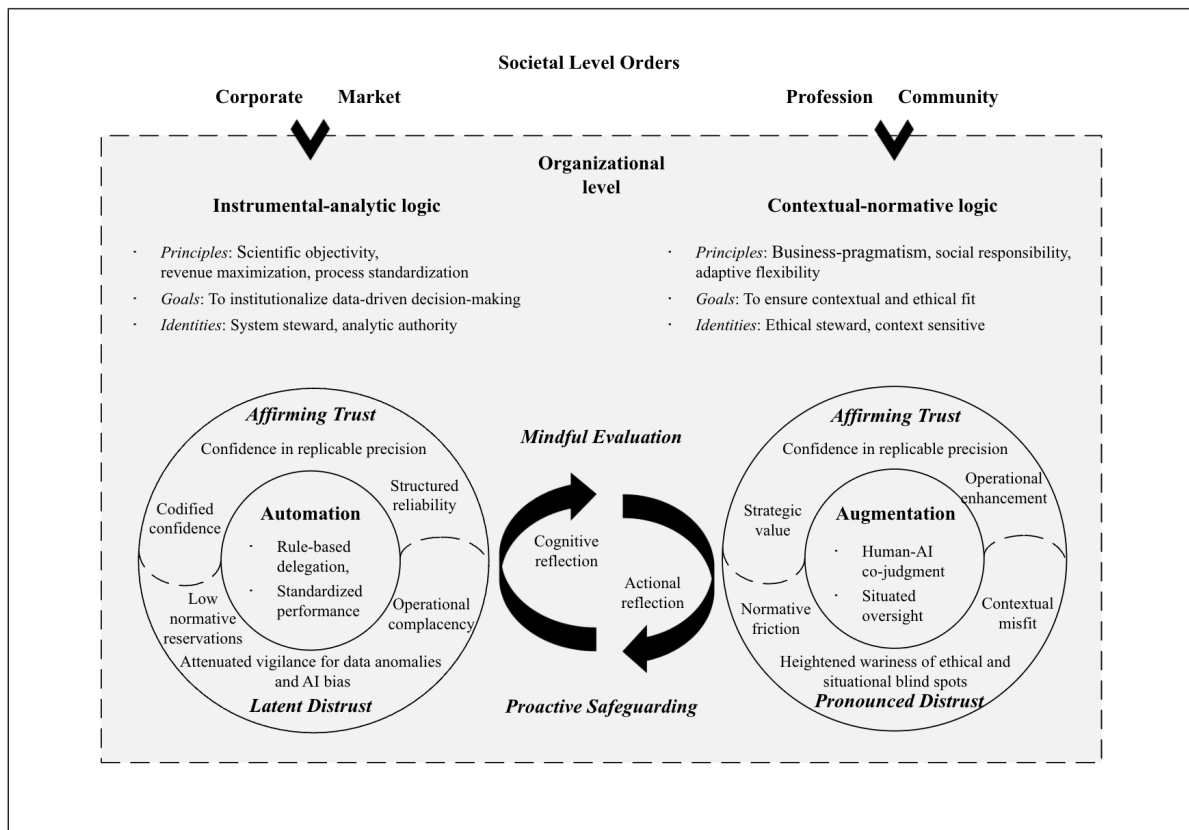 Societal Level Orders
Corporate Market
Profession Community
Organizational
level
Instrumental-analytic logic
· Principles: Scientific objectivity,
revenue maximization, process standardization
· Goals: To institutionalize data-driven decision-making
· Identities: System steward, analytic authority
Contextual-normative logic
· Principles: Business-pragmatism, social responsibility,
adaptive flexibility
· Goals: To ensure contextual and ethical fit
· Identities: Ethical steward, context sensitive
Affirming Trust
Confidence in replicable precision
Codified
confidence
Structured
reliability
Automation
· Rule-based
delegation,
· Standardized
performance
Low
normative
reservations
Operational
complacency
Attenuated vigilance for data anomalies
and AI bias
Latent Distrust
Mindful Evaluation
Cognitive
reflection
Actional
reflection
Proactive Safeguarding
Affirming Trust
Confidence in replicable precision
Strategic
value
Operational
enhancement
Augmentation
· Human-AI
co-judgment
· Situated
oversight
Normative
friction
Contextual
misfit
Heightened wariness of ethical and
situational blind spots
Pronounced Distrust